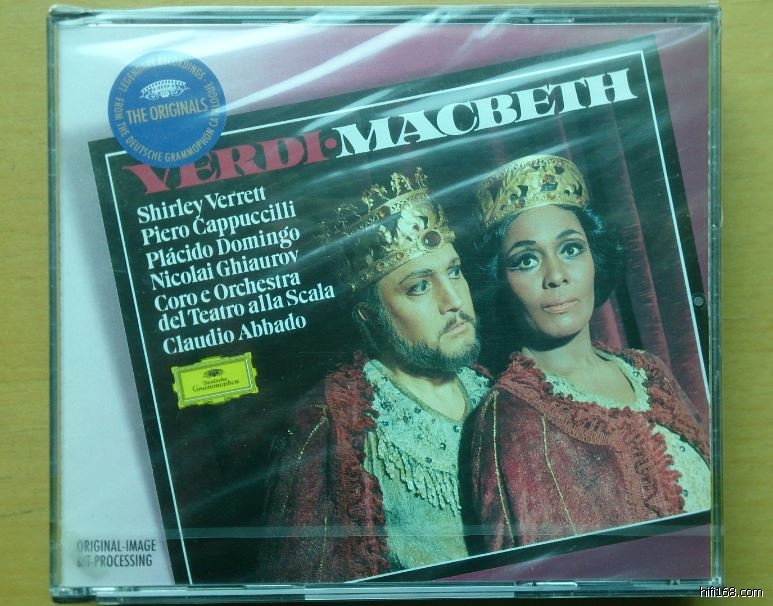 LEGENDARY RECORDINGS
THE ORIGINALS
FROM THE DEUTSCHE GRAMMOPHON CATALOGUE
VERDI·MACBETH
Shirley Verrett
Piero Cappuccilli
Plácido Domingo
Nicolai Ghiaurov
Coro e Orchestra
del Teatro alla Scala
Claudio Abbado
Deutsche
Grammophon
ORIGINAL-IMAGE
BIT-PROCESSING
hifi168.com